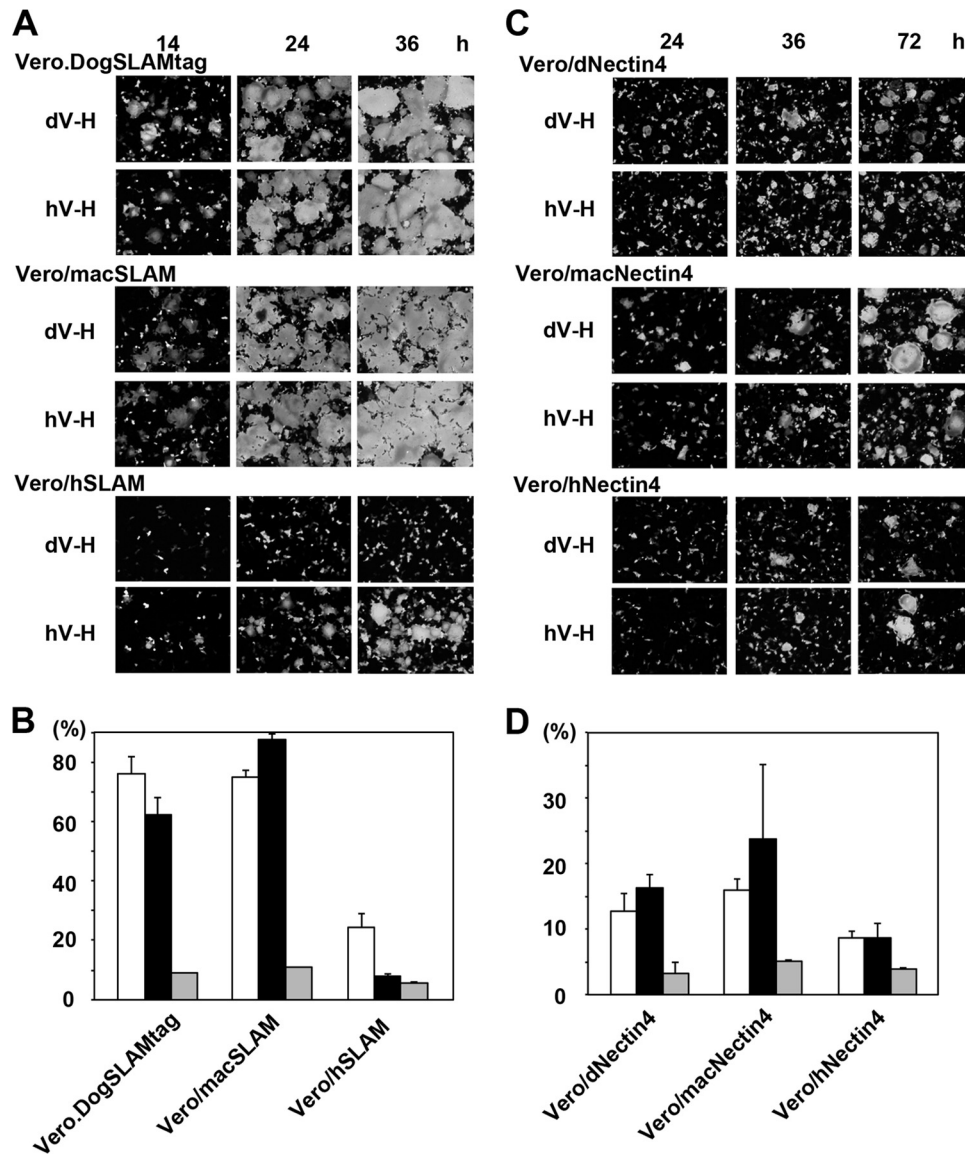 A
14 24 36 h
Vero.DogSLAMtag
dV-H
hV-H
Vero/macSLAM
dV-H
hV-H
Vero/hSLAM
dV-H
hV-H
C
24 36 72 h
Vero/dNectin4
dV-H
hV-H
Vero/macNectin4
dV-H
hV-H
Vero/hNectin4
dV-H
hV-H
B
(%)
80
60
40
20
0
Vero.DogSLAMtag
Vero/macSLAM
Vero/hSLAM
D
(%)
30
20
10
0
Vero/dNectin4
Vero/macNectin4
Vero/hNectin4